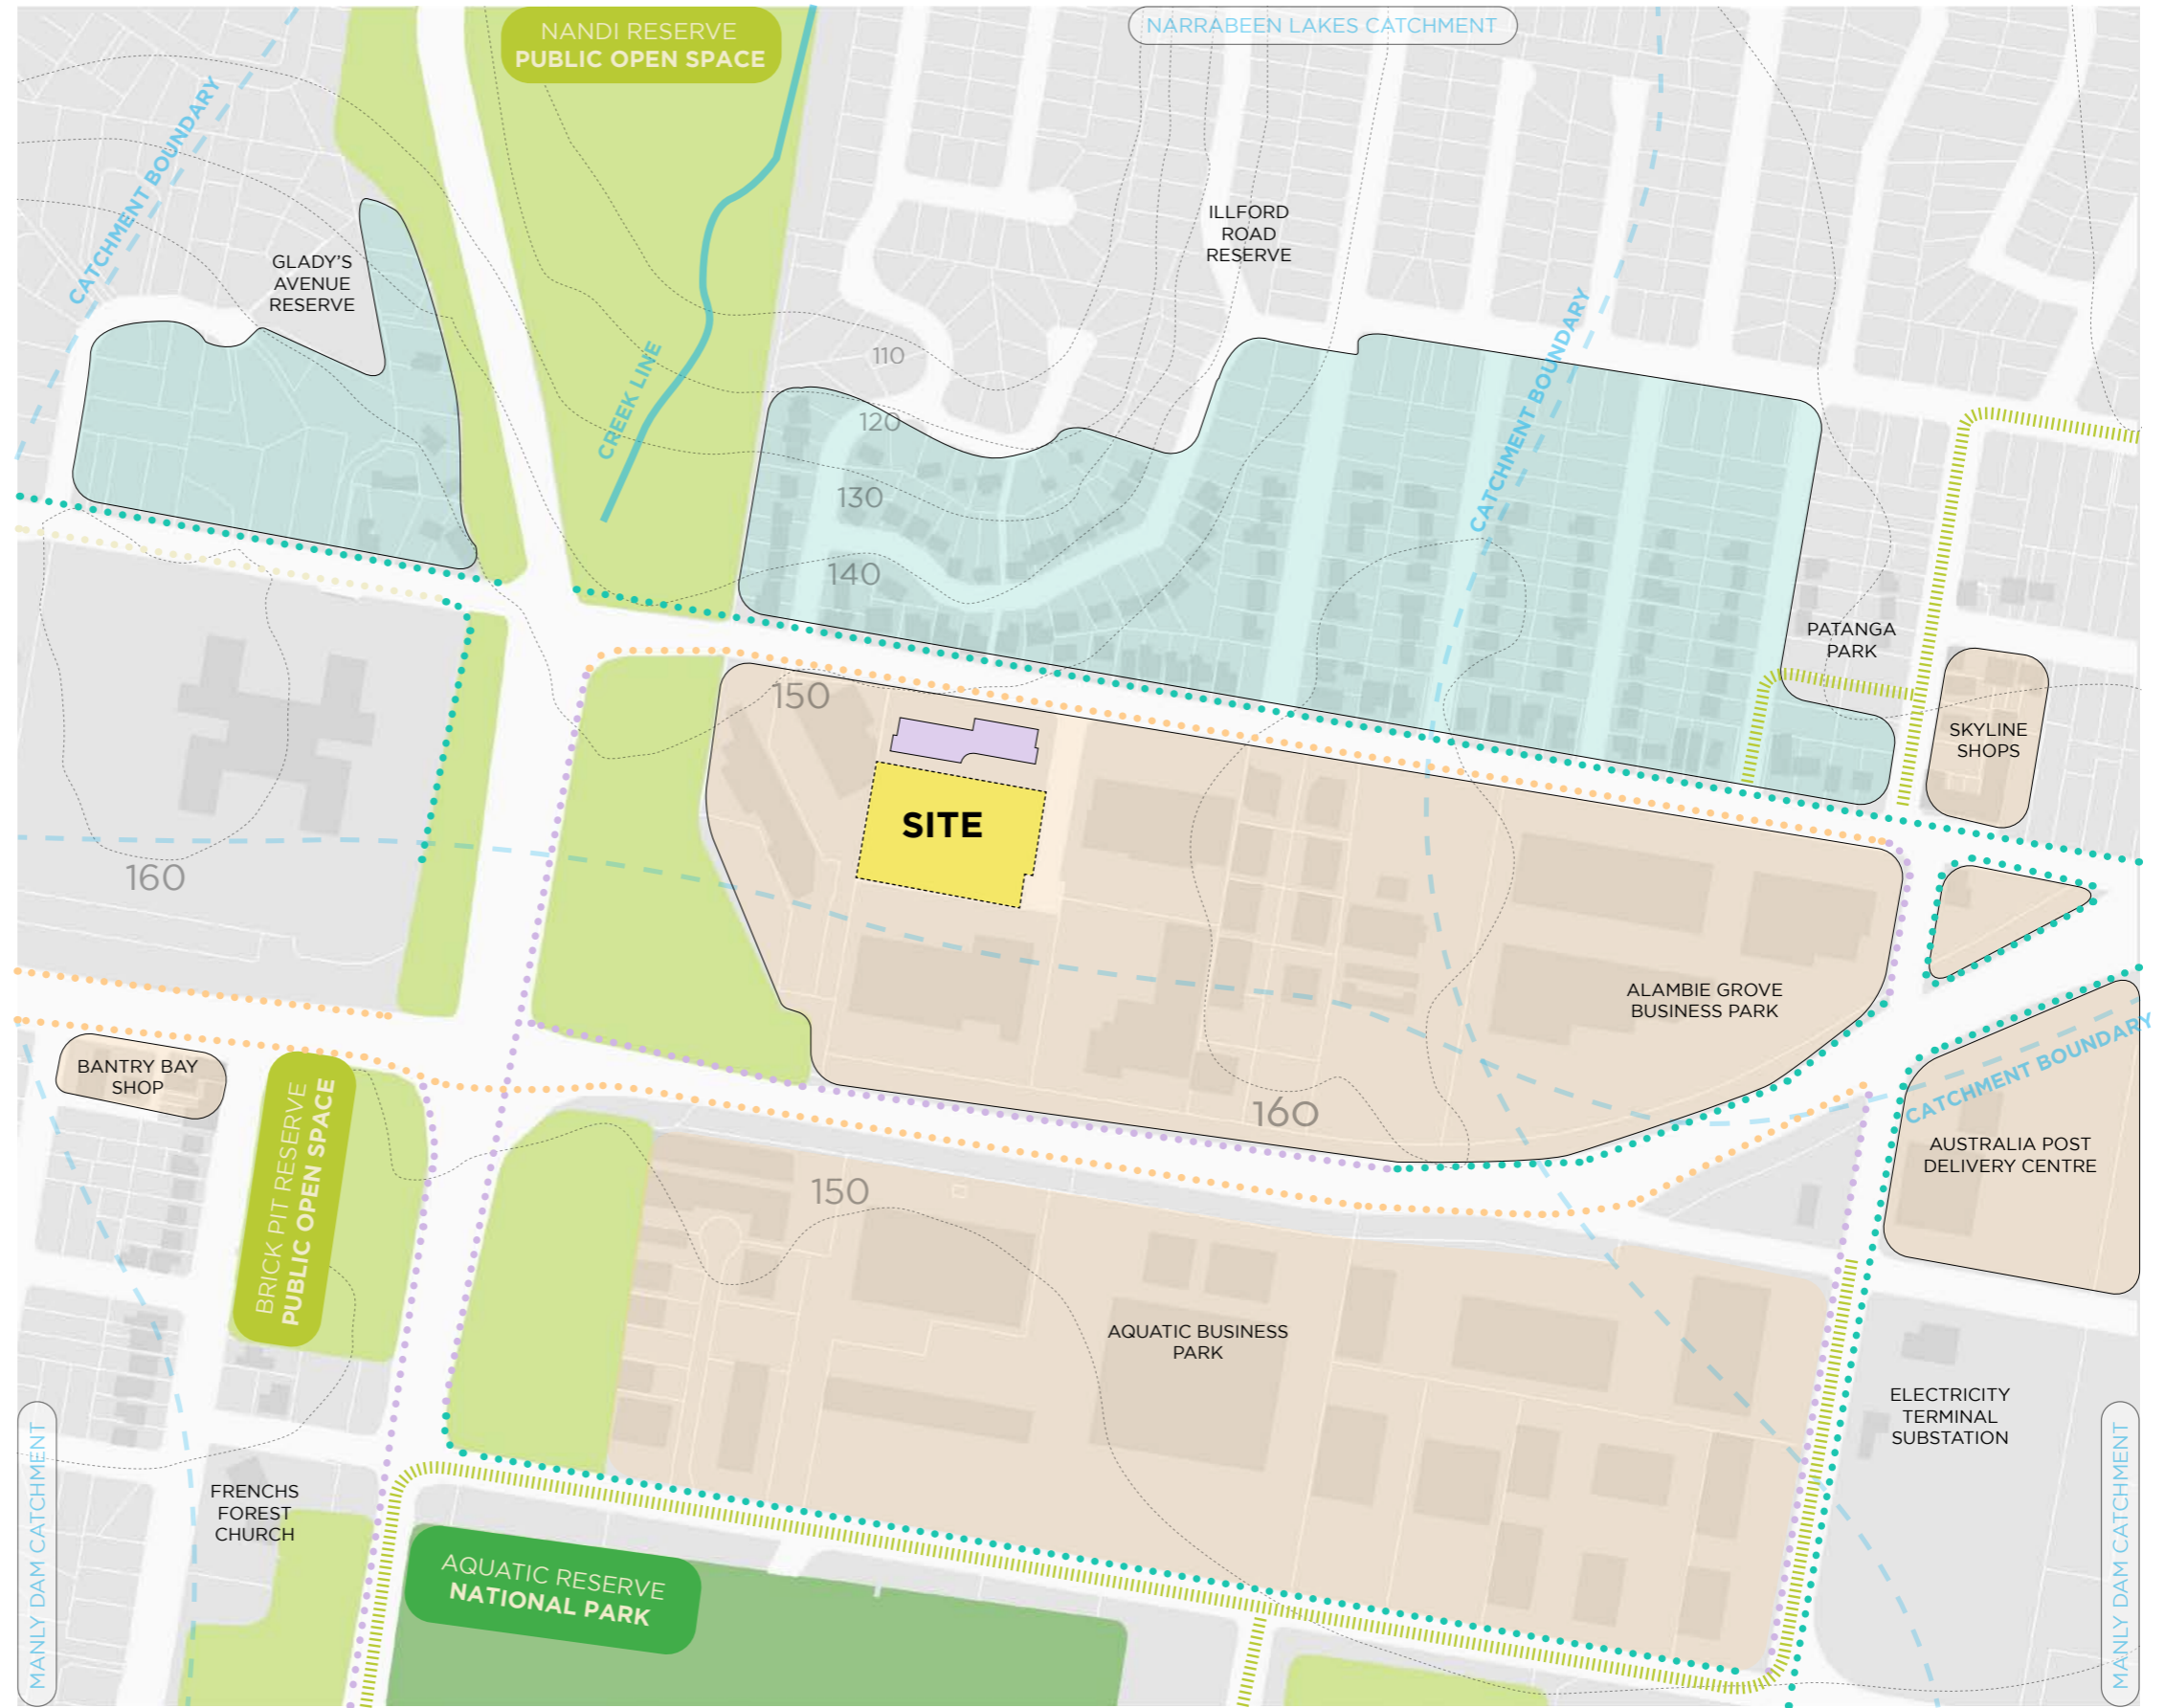 NANDI RESERVE
PUBLIC OPEN SPACE
NARRABEEN LAKES CATCHMENT
CATCHMENT BOUNDARY
GLADY'S
AVENUE
RESERVE
ILLFORD
ROAD
RESERVE
CREEK LINE
CATCHMENT BOUNDARY
110
120
130
140
150
PATANGA
PARK
SKYLINE
SHOPS
SITE
160
ALAMBIE GROVE
BUSINESS PARK
BANTRY BAY
SHOP
BRICK PIT RESERVE
PUBLIC OPEN SPACE
160
150
CATCHMENT BOUNDARY
AUSTRALIA POST
DELIVERY CENTRE
AQUATIC BUSINESS
PARK
ELECTRICITY
TERMINAL
SUBSTATION
MANLY DAM CATCHMENT
FRENCHS
FOREST
CHURCH
AQUATIC RESERVE
NATIONAL PARK
MANLY DAM CATCHMENT